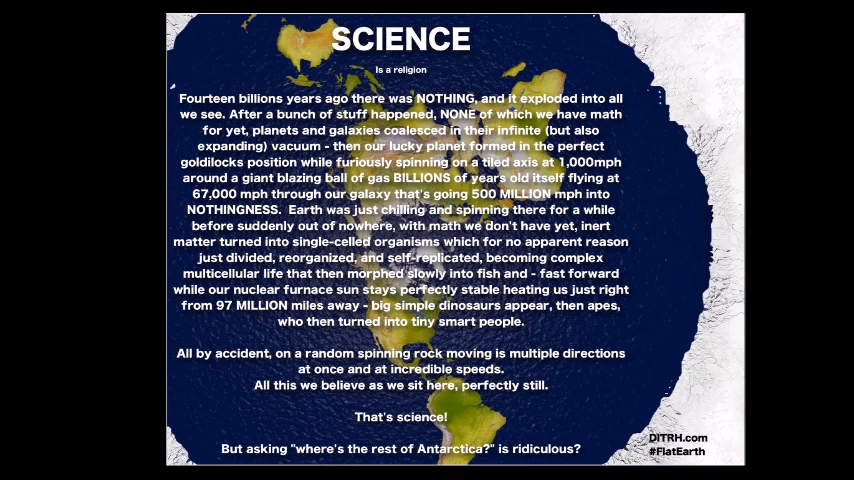 SCIENCE
Is a religion
Fourteen billions years ago there was NOTHING, and it exploded into all
we see. After a bunch of stuff happened, NONE of which we have math
for yet, planets and galaxies coalesced in their infinite (but also
expanding) vacuum - then our lucky planet formed in the perfect
goldilocks position while furiously spinning on a tiled axis at 1,000mph
around a giant blazing ball of gas BILLIONS of years old itself flying at
67,000 mph through our galaxy that's going 500 MILLION mph into
NOTHINGNESS. Earth was just chilling and spinning there for a while
before suddenly out of nowhere, with math we don't have yet, inert
matter turned into single-celled organisms which for no apparent reason
just divided, reorganized, and self-replicated, becoming complex
multicellular life that then morphed slowly into fish and - fast forward
while our nuclear furnace sun stays perfectly stable heating us just right
from 97 MILLION miles away - big simple dinosaurs appear, then apes,
who then turned into tiny smart people.
All by accident, on a random spinning rock moving is multiple directions
at once and at incredible speeds.
All this we believe as we sit here, perfectly still.
That's science!
But asking "where's the rest of Antarctica?" is ridiculous?
DITRH.com
#FlatEarth